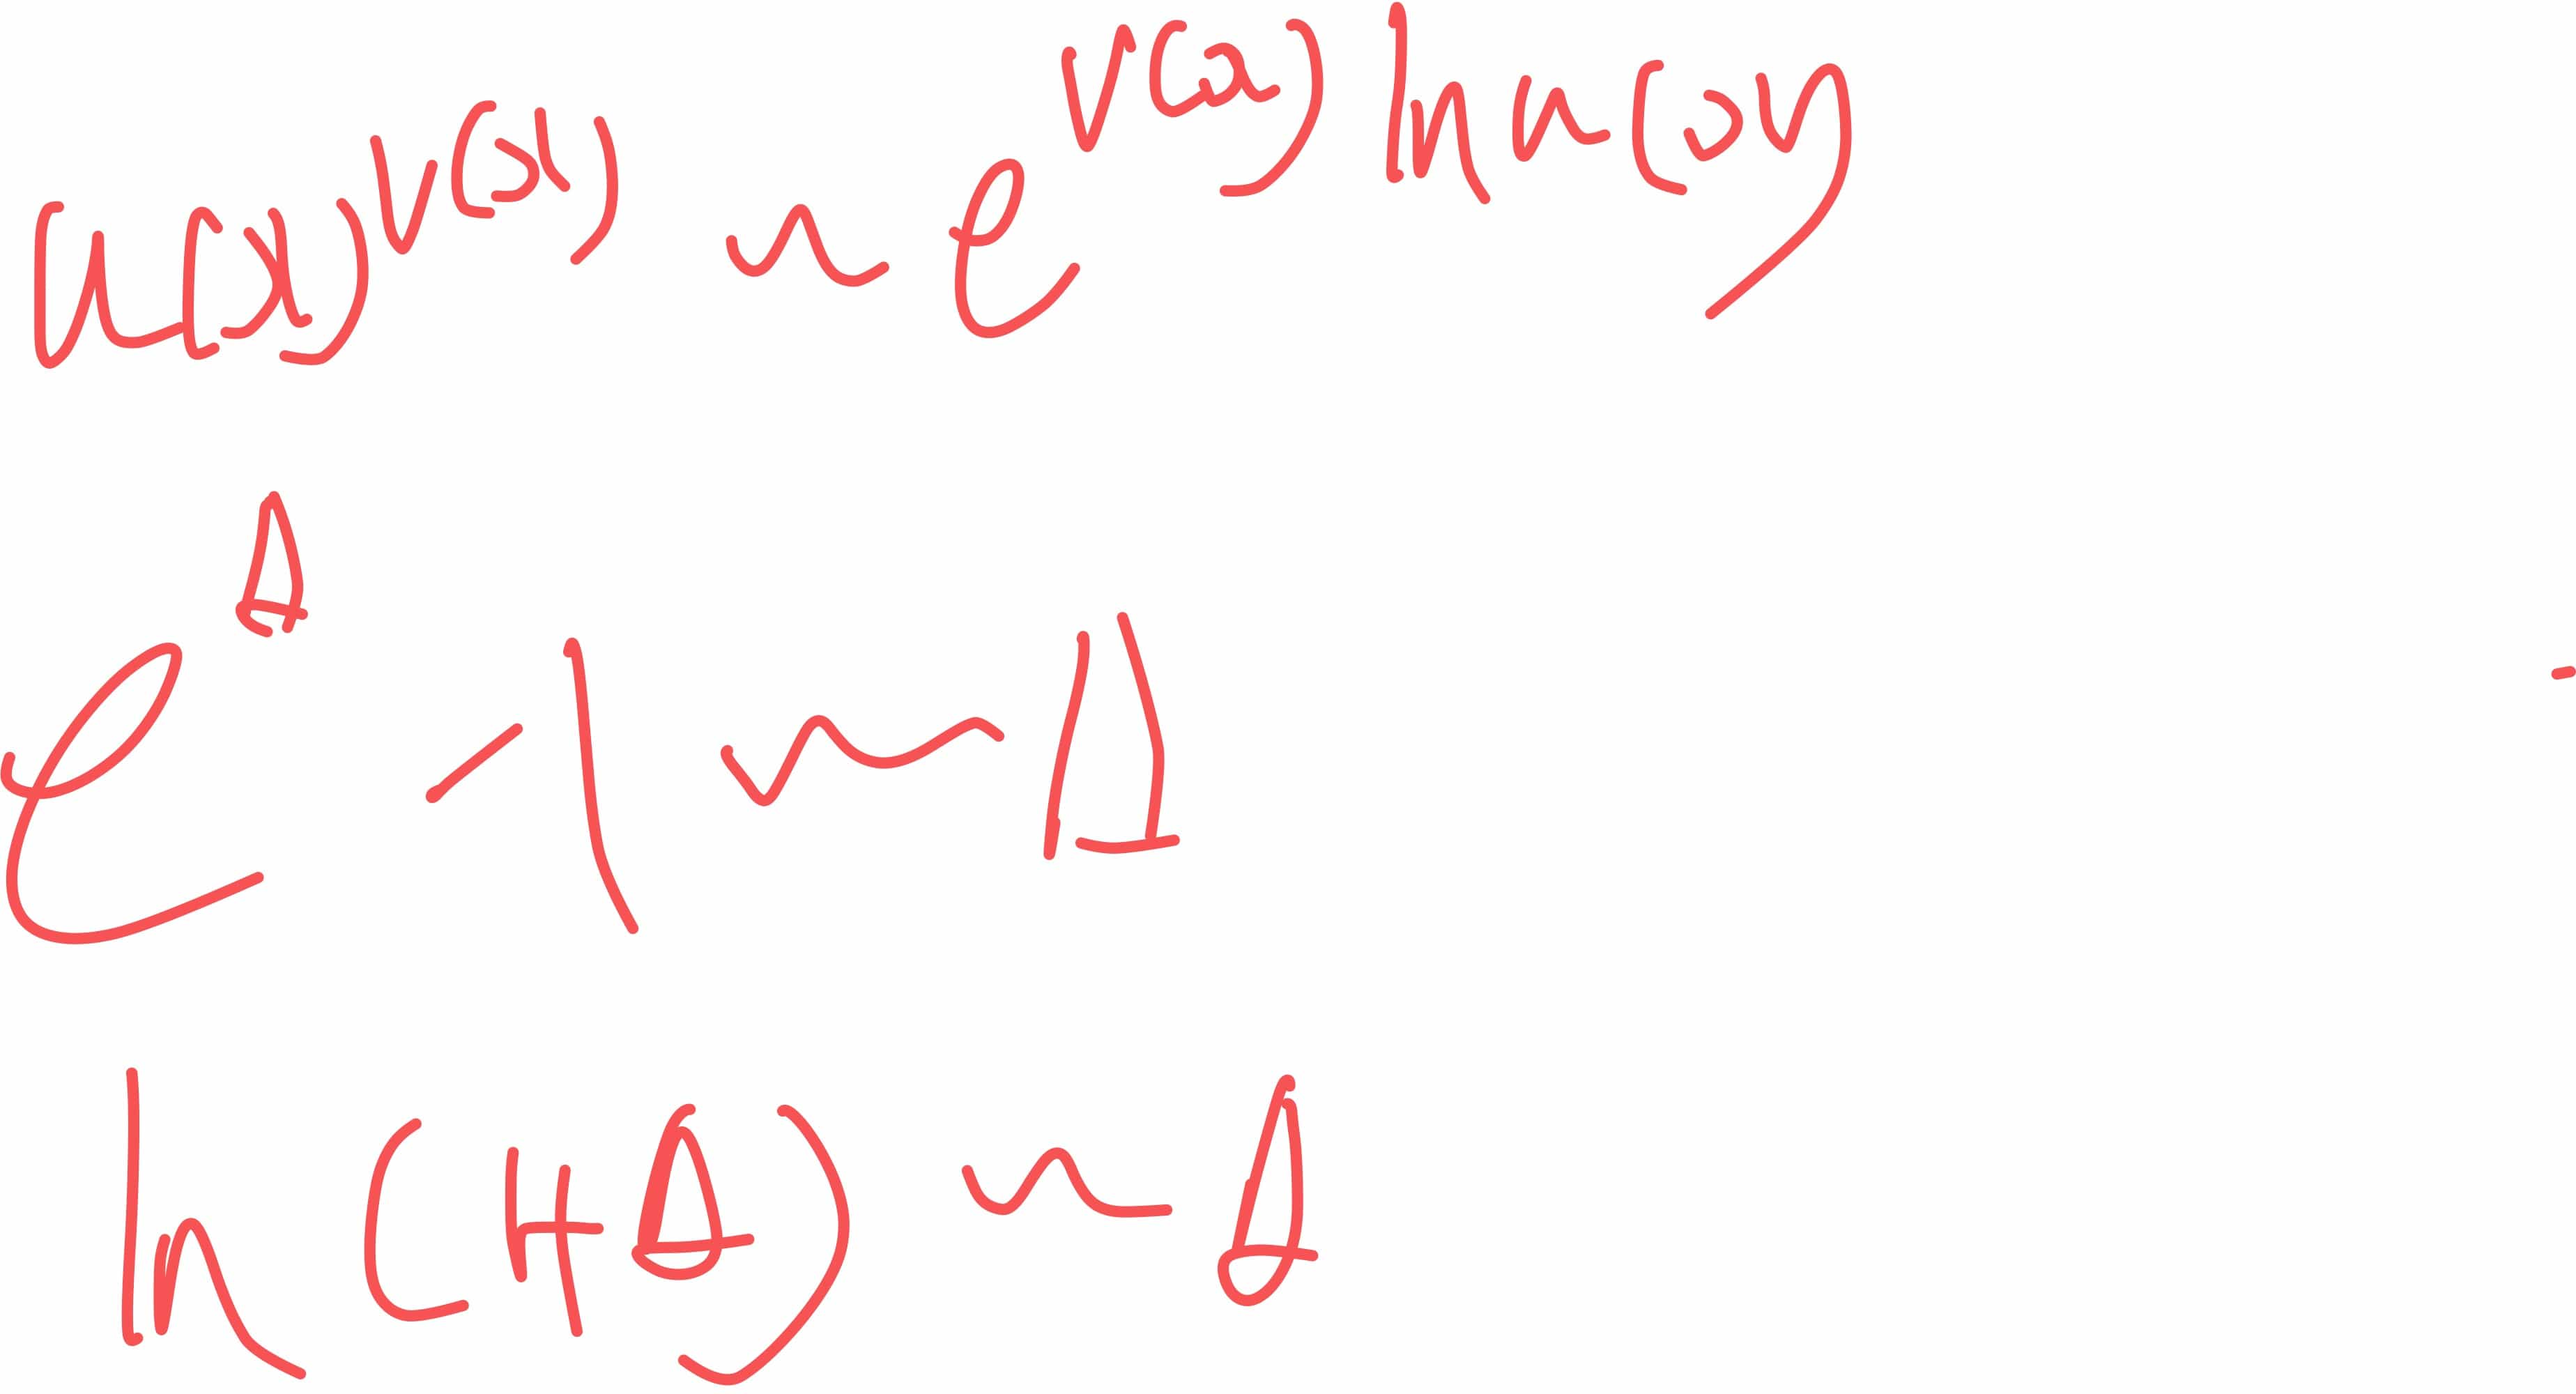 u(x)^{v(x)} ~ e^{v(x) ln u(x)}
e^Δ - 1 ~ Δ
ln(1+Δ) ~ Δ